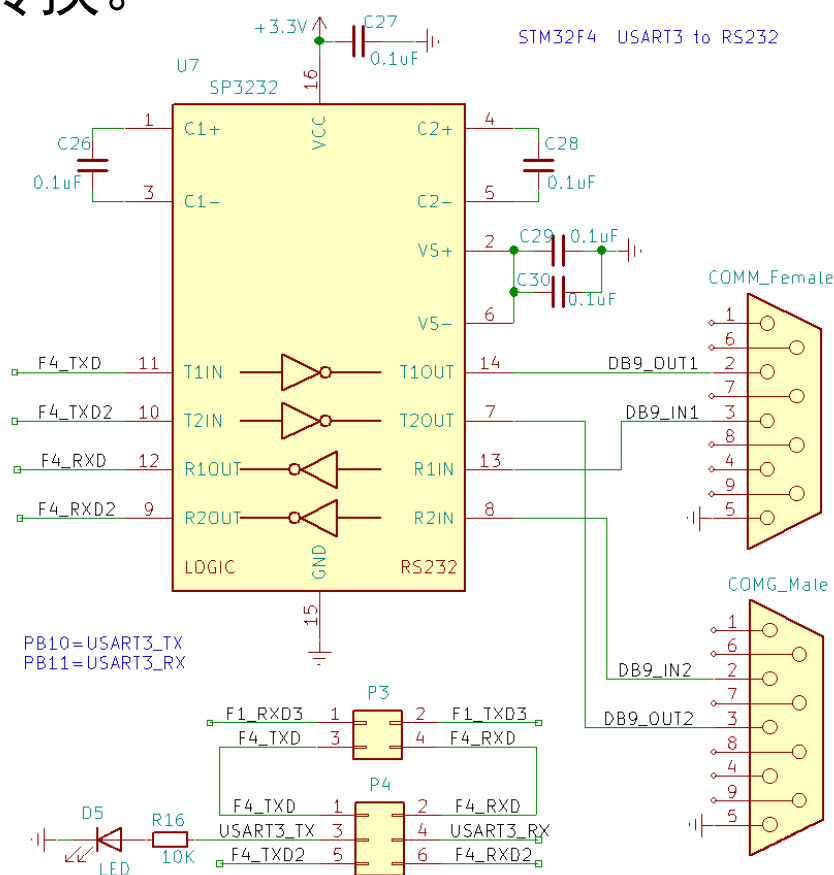 转换。
+3.3V
C27
0.1uF
STM32F4 USART3 to RS232
U7
SP3232
16
VCC
1 C1+
C2+ 4
C26
0.1uF
C28
0.1uF
3 C1-
C2- 5
VS+ 2
C29 0.1uF
C30
0.1uF
VS- 6
COMM_Female
1
6
2
7
3
8
4
9
5
F4_TXD 11 T1IN
T1OUT 14 DB9_OUT1
F4_TXD2 10 T2IN
T2OUT 7 DB9_IN1
F4_RXD 12 R1OUT
R1IN 13
F4_RXD2 9 R2OUT
R2IN 8
LOGIC
GND
RS232
15
COMG_Male
1
6
2
7
3
8
4
9
5
DB9_IN2
DB9_OUT2
PB10=USART3_TX
PB11=USART3_RX
P3
F1_RXD3 1 2 F1_TXD3
F4_TXD 3 4 F4_RXD
P4
F4_TXD 1 2 F4_RXD
USART3_TX 3 4 USART3_RX
F4_TXD2 5 6 F4_RXD2
D5
LED
R16
10K